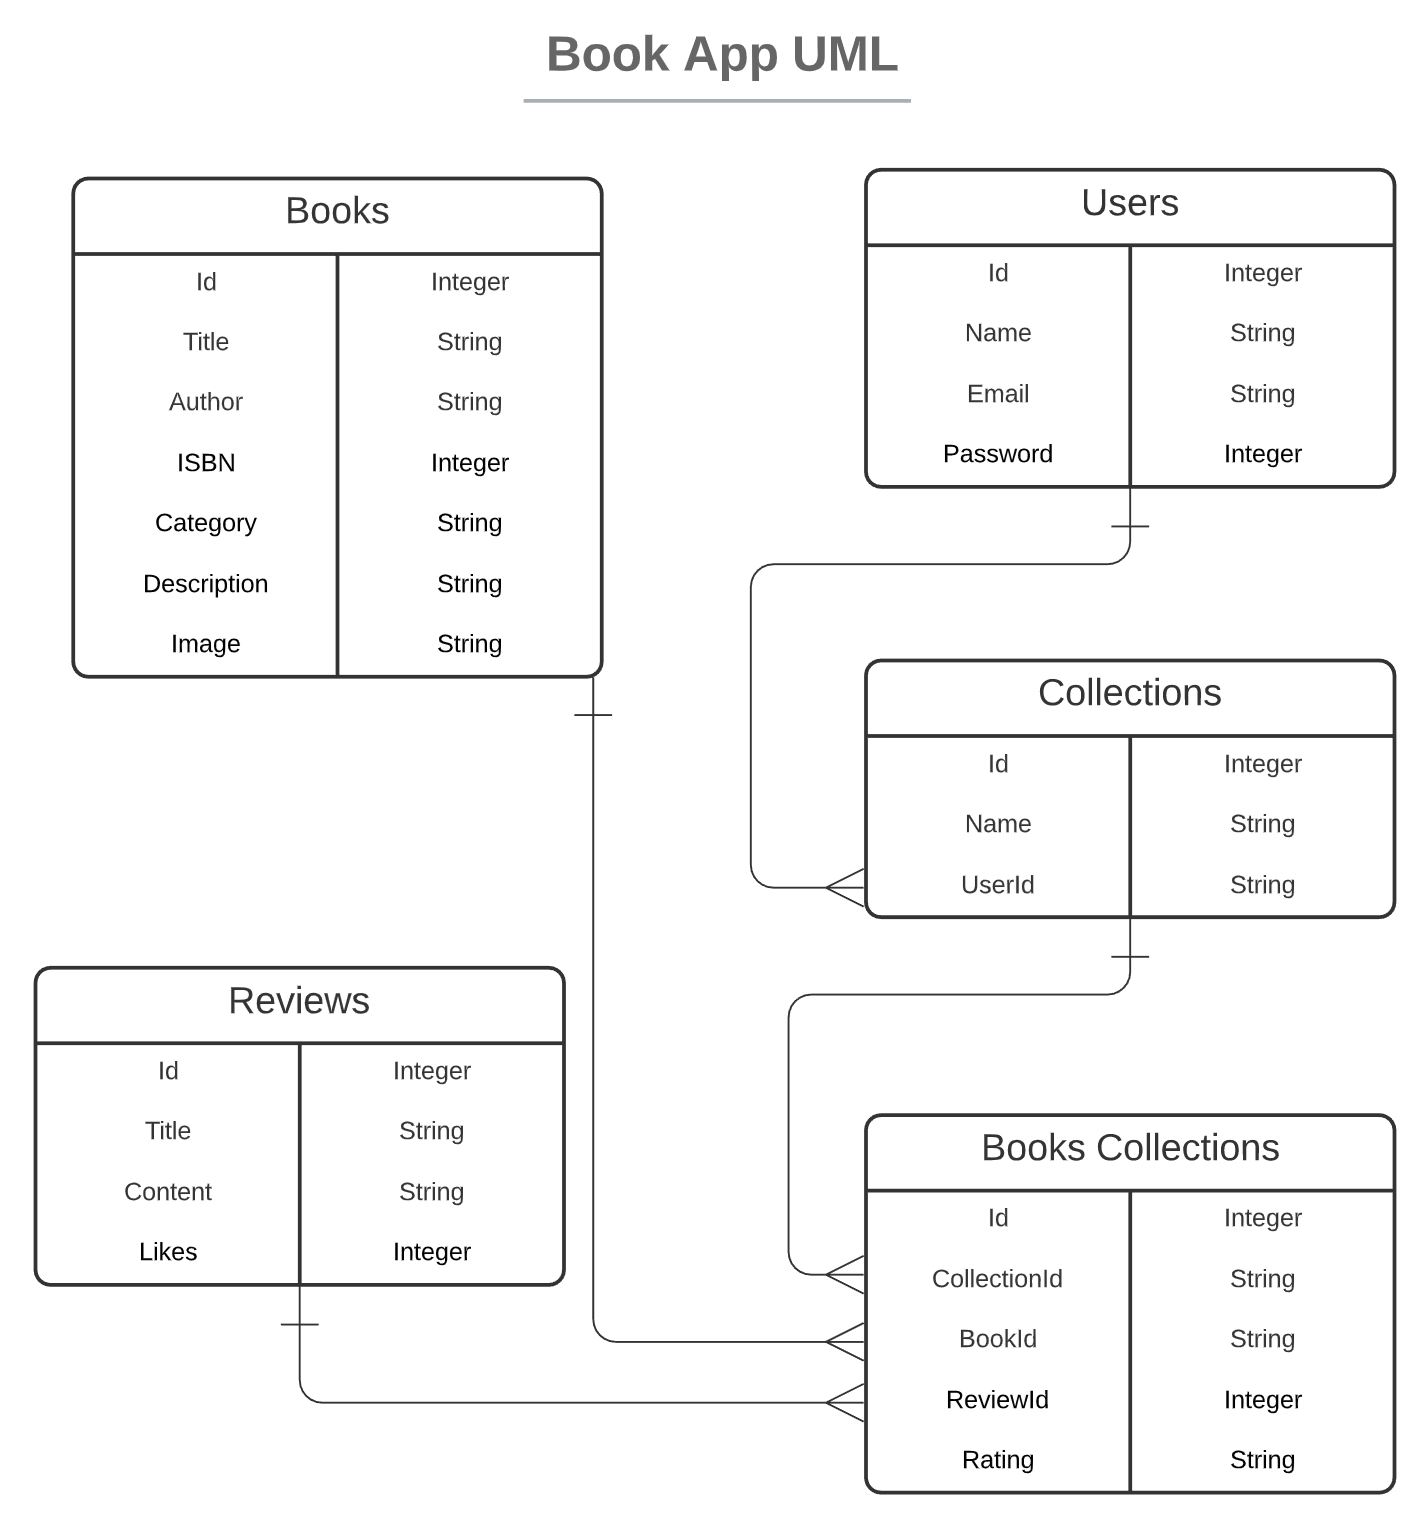 Book App UML
Books
Id Integer
Title String
Author String
ISBN Integer
Category String
Description String
Image String
Users
Id Integer
Name String
Email String
Password Integer
Collections
Id Integer
Name String
UserId String
Reviews
Id Integer
Title String
Content String
Likes Integer
Books Collections
Id Integer
CollectionId String
BookId String
ReviewId Integer
Rating String